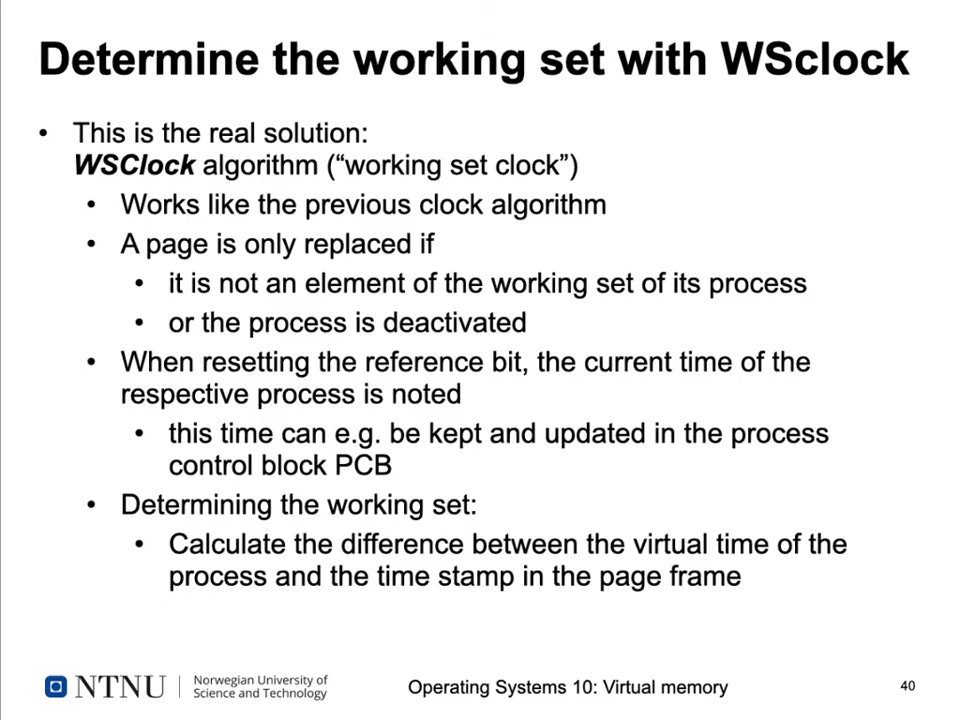 Determine the working set with WSclock
• This is the real solution:
WSClock algorithm (“working set clock”)
• Works like the previous clock algorithm
• A page is only replaced if
• it is not an element of the working set of its process
• or the process is deactivated
• When resetting the reference bit, the current time of the
respective process is noted
• this time can e.g. be kept and updated in the process
control block PCB
• Determining the working set:
• Calculate the difference between the virtual time of the
process and the time stamp in the page frame
NTNU
Norwegian University of
Science and Technology
Operating Systems 10: Virtual memory
40